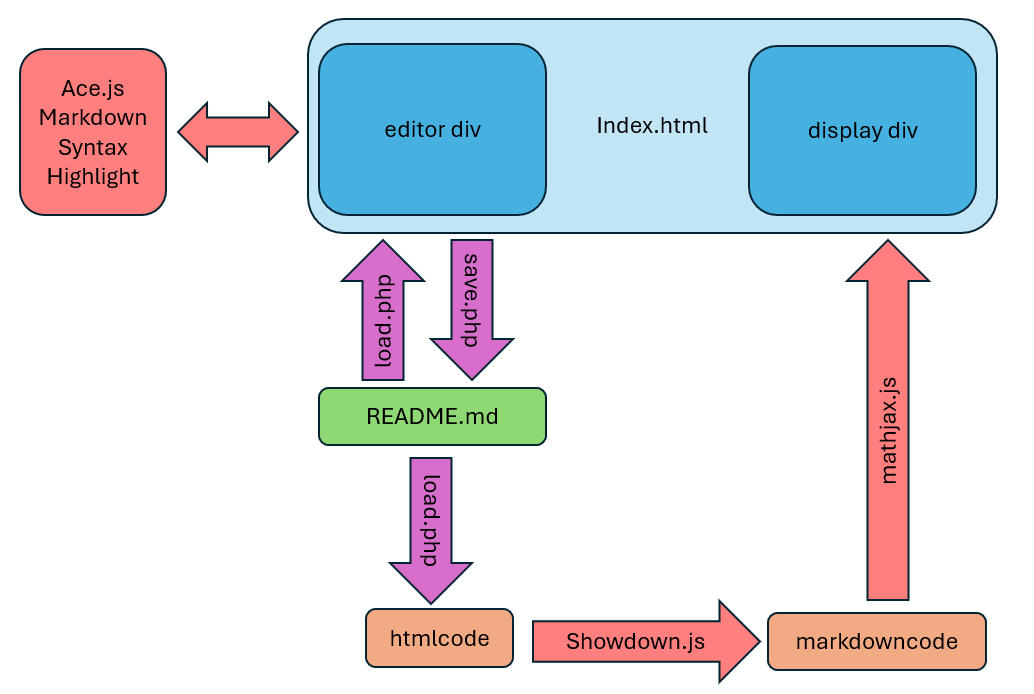 Ace.js
Markdown
Syntax
Highlight
editor div
Index.html
display div
load.php
save.php
README.md
load.php
mathjax.js
htmlcode
Showdown.js
markdowncode